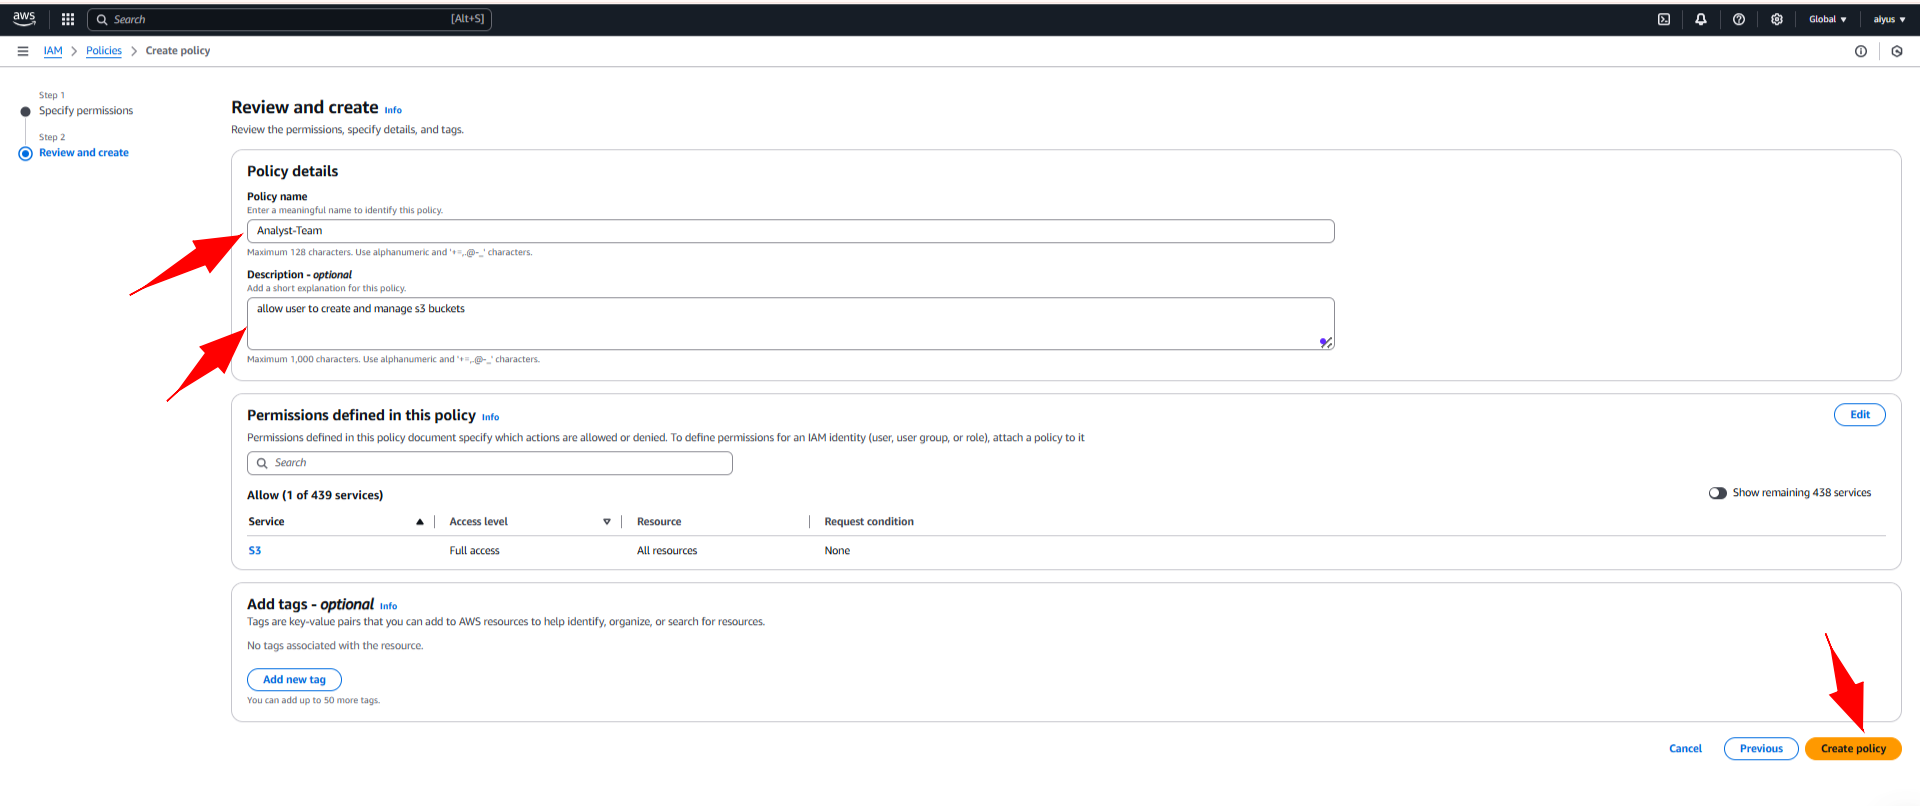 aws
Search [Alt+S] Global aiyus
IAM > Policies > Create policy
Step 1
Specify permissions
Step 2
Review and create
Review and create Info
Review the permissions, specify details, and tags.
Policy details
Policy name
Enter a meaningful name to identify this policy.
Analyst-Team
Maximum 128 characters. Use alphanumeric and '+=,.@-_' characters.
Description - optional
Add a short explanation for this policy.
allow user to create and manage s3 buckets
Maximum 1,000 characters. Use alphanumeric and '+=,.@-_' characters.
Permissions defined in this policy Info
Edit
Permissions defined in this policy document specify which actions are allowed or denied. To define permissions for an IAM identity (user, user group, or role), attach a policy to it
Search
Allow (1 of 439 services)
Show remaining 438 services
Service Access level Resource Request condition
S3 Full access All resources None
Add tags - optional Info
Tags are key-value pairs that you can add to AWS resources to help identify, organize, or search for resources.
No tags associated with the resource.
Add new tag
You can add up to 50 more tags.
Cancel Previous Create policy